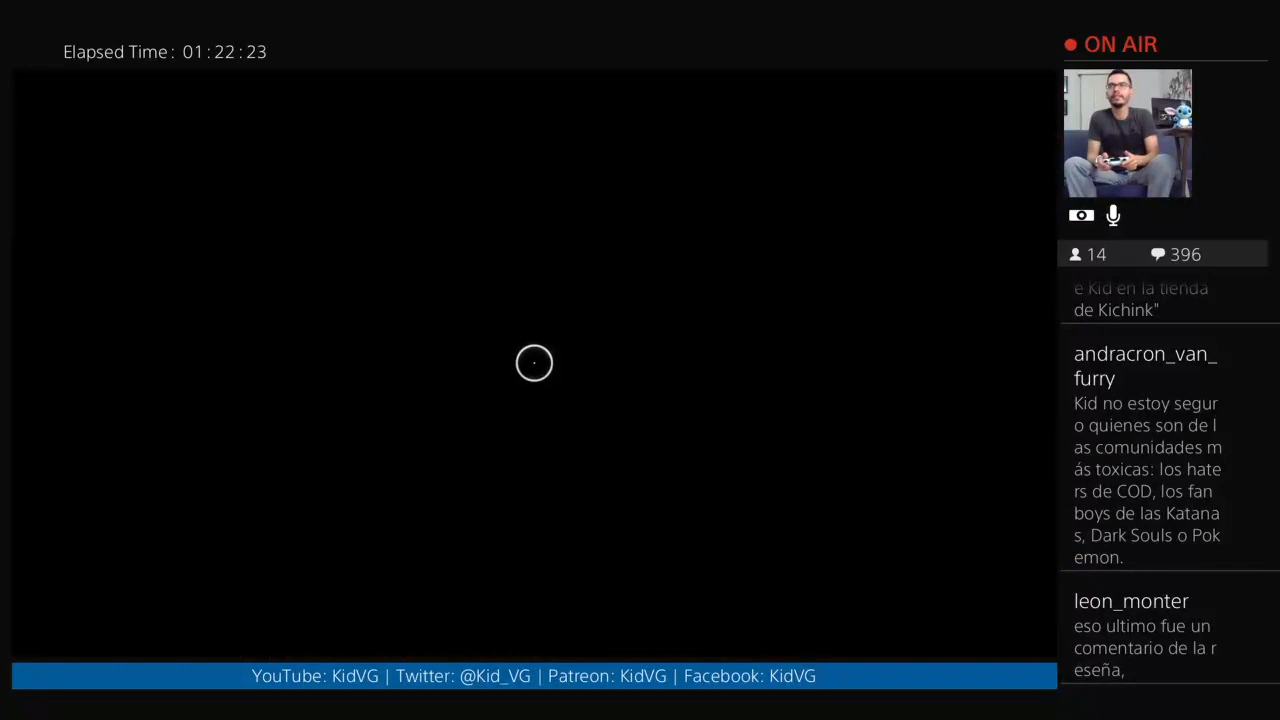 Elapsed Time: 01:22:23
ON AIR
14 396
e Kid en la tienda
de Kichink"
andracron_van_
furry
Kid no estoy segur
o quienes son de l
as comunidades m
ás toxicas: los hate
rs de COD, los fan
boys de las Katana
s, Dark Souls o Pok
emon.
leon_monter
eso ultimo fue un
comentario de la r
eseña,
YouTube: KidVG | Twitter: @Kid_VG | Patreon: KidVG | Facebook: KidVG